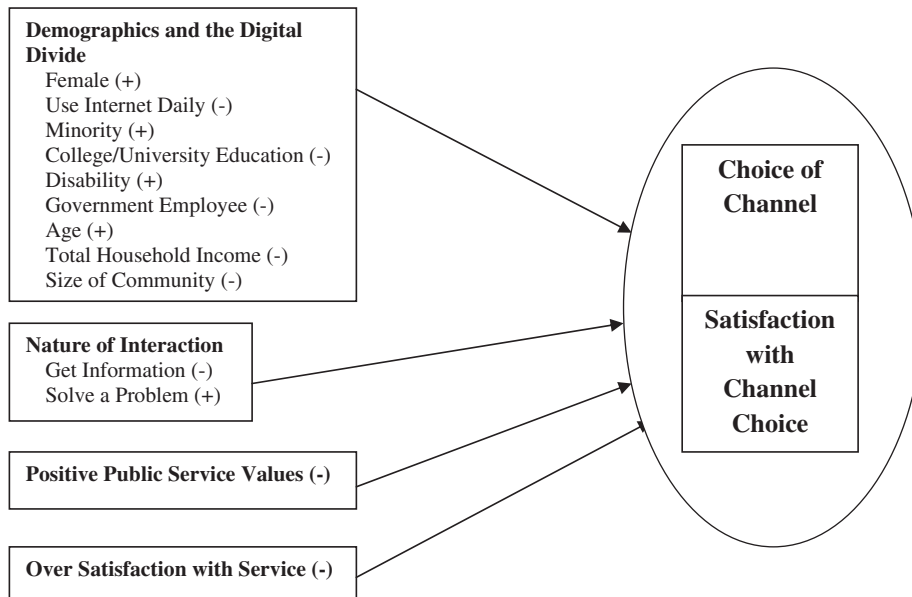 Demographics and the Digital
Divide
Female (+)
Use Internet Daily (-)
Minority (+)
College/University Education (-)
Disability (+)
Government Employee (-)
Age (+)
Total Household Income (-)
Size of Community (-)
Nature of Interaction
Get Information (-)
Solve a Problem (+)
Positive Public Service Values (-)
Over Satisfaction with Service (-)
Choice of
Channel
Satisfaction
with
Channel
Choice